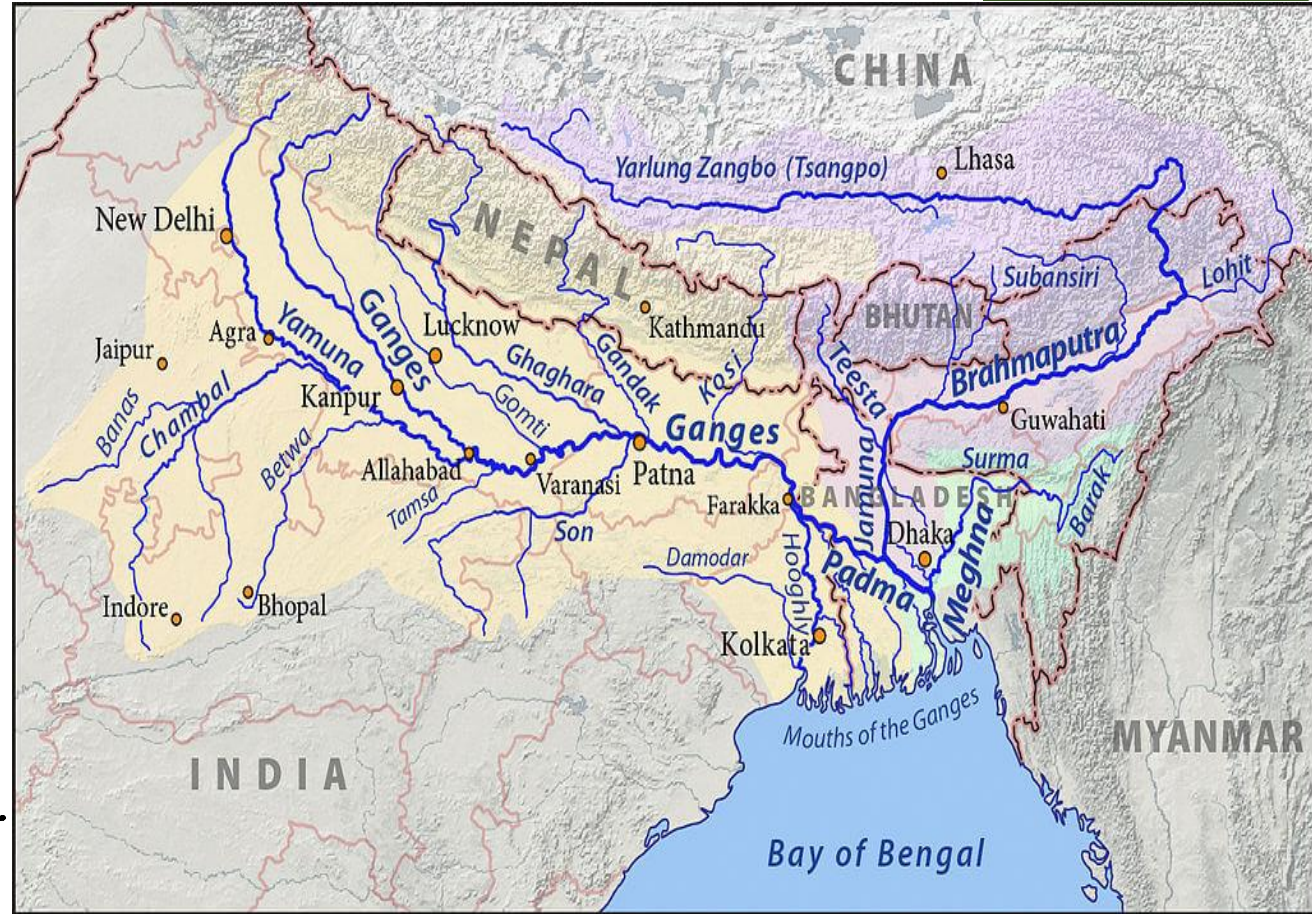 CHINA
Yarlung Zangbo (Tsangpo)
Lhasa
New Delhi
NEPAL
Subansiri
Lohit
Agra
Yamuna
Ganges
Lucknow
Kathmandu
BHUTAN
Jaipur
Ghaghara
Gandak
Kosi
Teesta
Brahmaputra
Banas
Chambal
Kanpur
Gomti
Ganges
Guwahati
Betwa
Allahabad
Varanasi
Patna
Jamuna
Surma
Tamsa
Farakka
BANGLADESH
Barak
Son
Damodar
Hooghly
Padma
Dhaka
Meghna
Indore
Bhopal
Kolkata
Mouths of the Ganges
INDIA
MYANMAR
Bay of Bengal